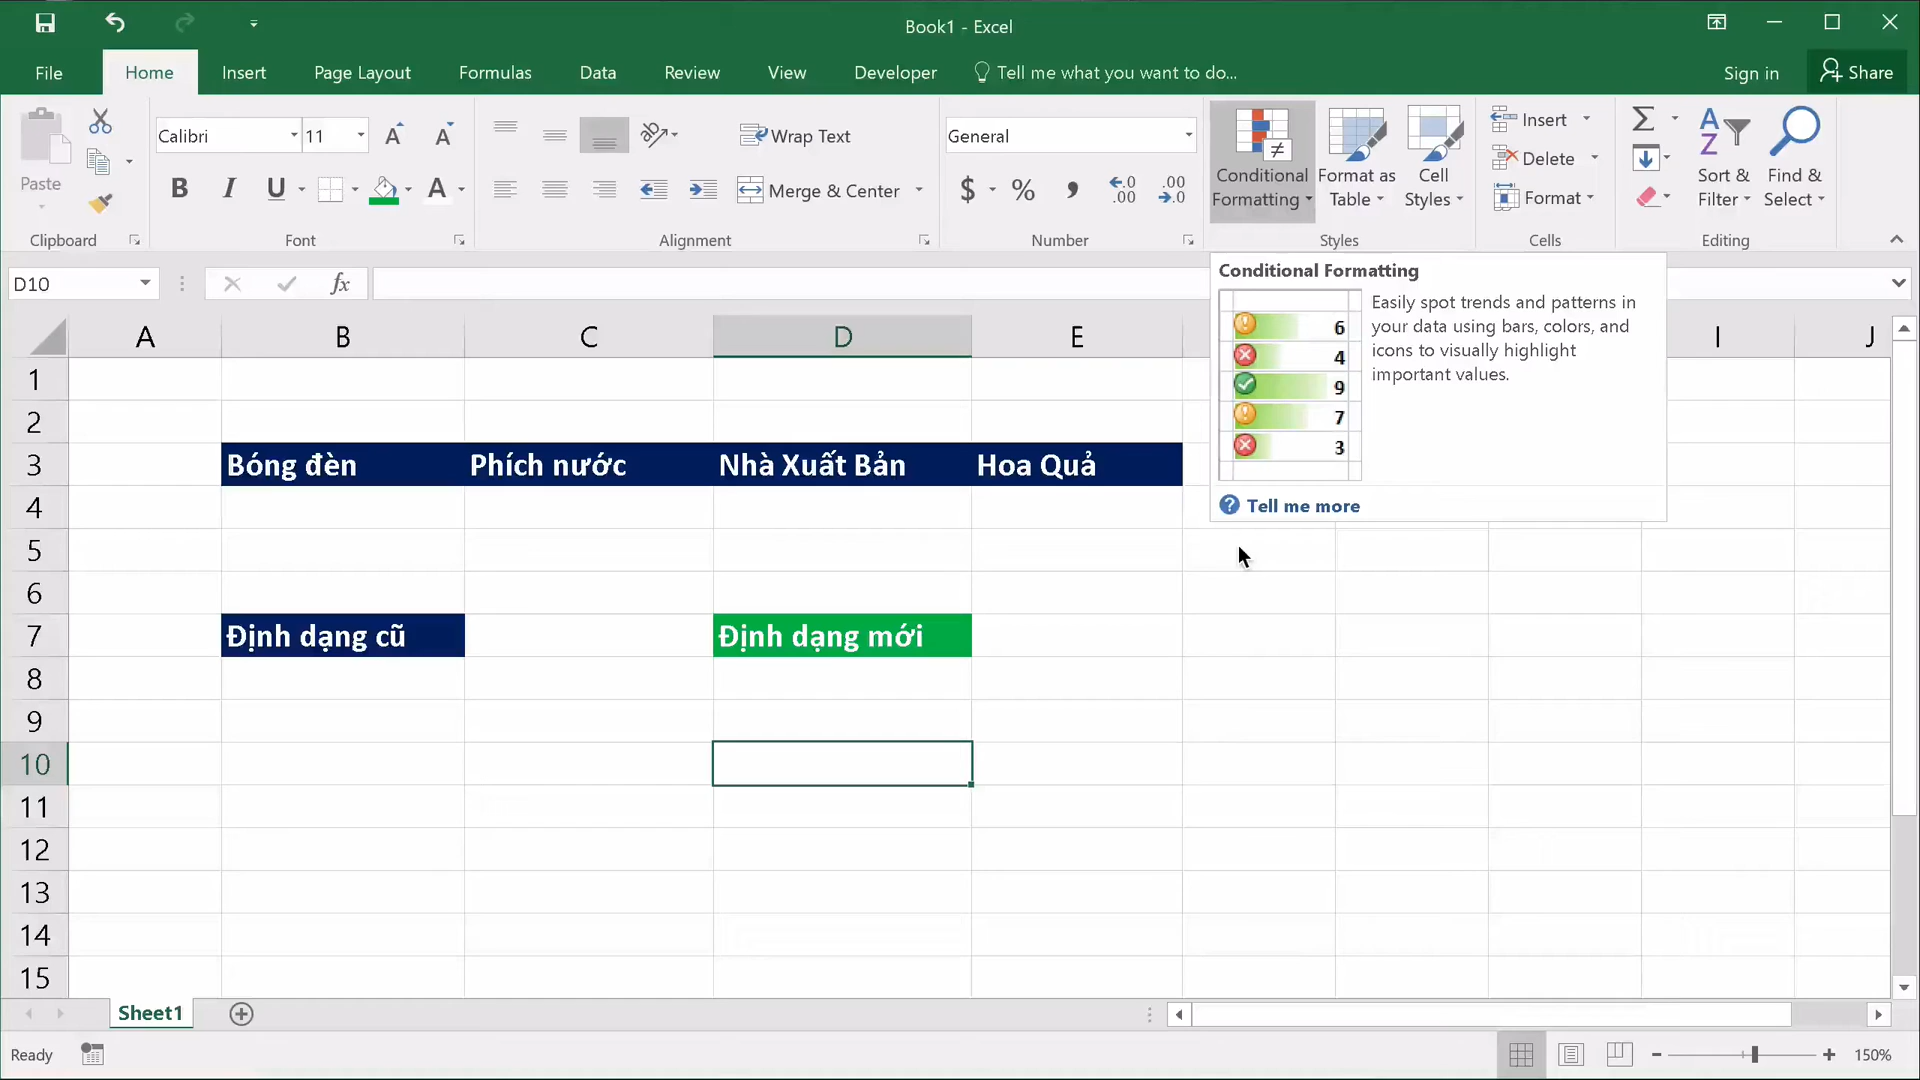 Book1 - Excel
File Home Insert Page Layout Formulas Data Review View Developer Tell me what you want to do... Sign in Share
Calibri 11 A A Wrap Text General Insert Σ
Paste Conditional Formatting Format as Table Cell Styles Delete Sort & Filter Find & Select
B I U A Merge & Center $ % , .0 .00 .00 .0 Format
Clipboard Font Alignment Number Styles Cells Editing
D10 fx
Conditional Formatting
Easily spot trends and patterns in
your data using bars, colors, and
icons to visually highlight
important values.
6
4
9
7
3
Tell me more
A B C D E I J
1
2
3 Bóng đèn Phích nước Nhà Xuất Bản Hoa Quả
4
5
6
7 Định dạng cũ Định dạng mới
8
9
10
11
12
13
14
15
Sheet1
Ready 150%